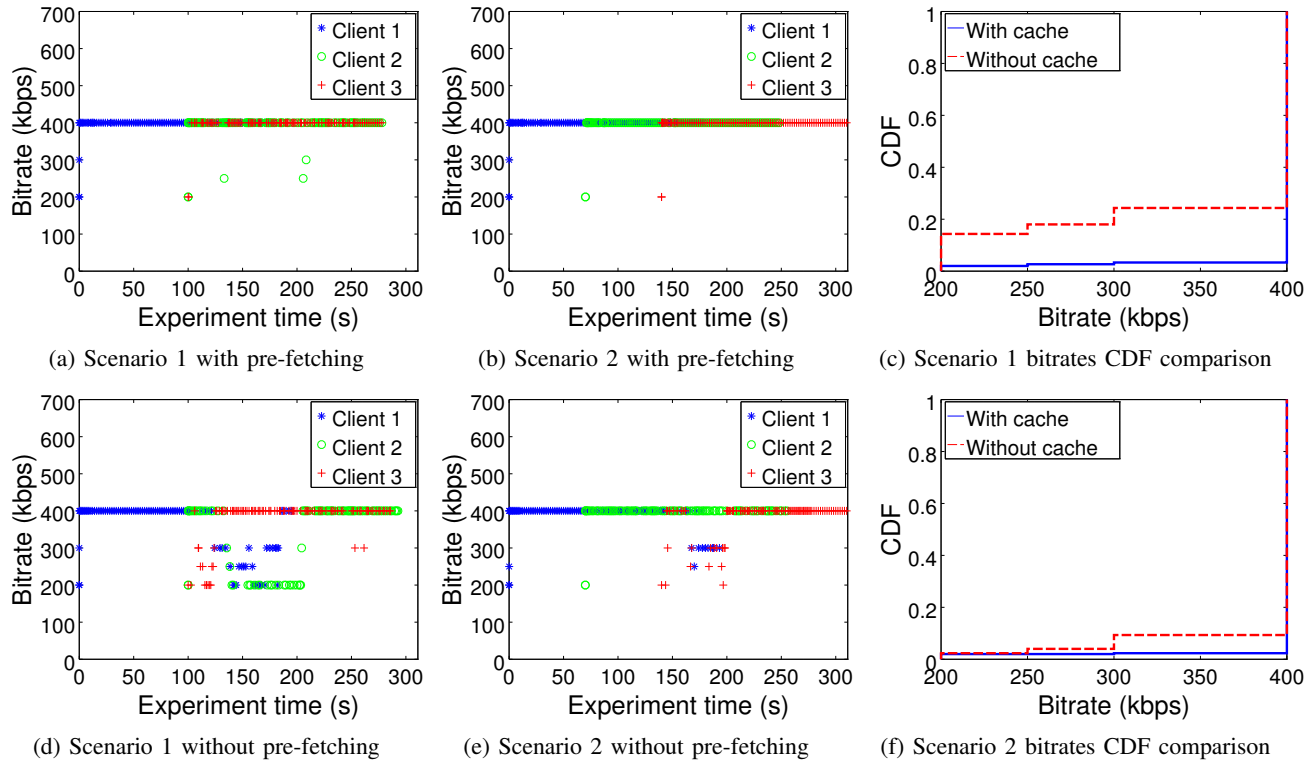 700
600
500
400
300
200
100
0
Bitrate (kbps)
0 50 100 150 200 250 300
Experiment time (s)
Client 1
Client 2
Client 3
(a) Scenario 1 with pre-fetching
700
600
500
400
300
200
100
0
Bitrate (kbps)
0 50 100 150 200 250 300
Experiment time (s)
Client 1
Client 2
Client 3
(b) Scenario 2 with pre-fetching
1
0.8
0.6
0.4
0.2
0
CDF
200 250 300 350 400
Bitrate (kbps)
With cache
Without cache
(c) Scenario 1 bitrates CDF comparison
700
600
500
400
300
200
100
0
Bitrate (kbps)
0 50 100 150 200 250 300
Experiment time (s)
Client 1
Client 2
Client 3
(d) Scenario 1 without pre-fetching
700
600
500
400
300
200
100
0
Bitrate (kbps)
0 50 100 150 200 250 300
Experiment time (s)
Client 1
Client 2
Client 3
(e) Scenario 2 without pre-fetching
1
0.8
0.6
0.4
0.2
0
CDF
200 250 300 350 400
Bitrate (kbps)
With cache
Without cache
(f) Scenario 2 bitrates CDF comparison